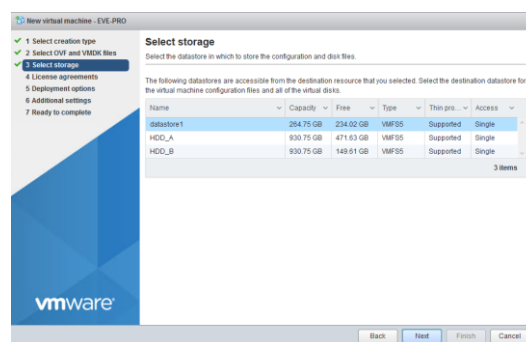 New virtual machine - EVE-PRO
1 Select creation type
2 Select OVF and VMDK files
3 Select storage
4 License agreements
5 Deployment options
6 Additional settings
7 Ready to complete
vmware
Select storage
Select the datastore in which to store the configuration and disk files.
The following datastores are accessible from the destination resource that you selected. Select the destination datastore for
the virtual machine configuration files and all of the virtual disks.
Name Capacity Free Type Thin pro... Access
datastore1 264.75 GB 234.02 GB VMFS5 Supported Single
HDD_A 930.75 GB 471.63 GB VMFS5 Supported Single
HDD_B 930.75 GB 149.61 GB VMFS5 Supported Single
3 items
Back Next Finish Cancel